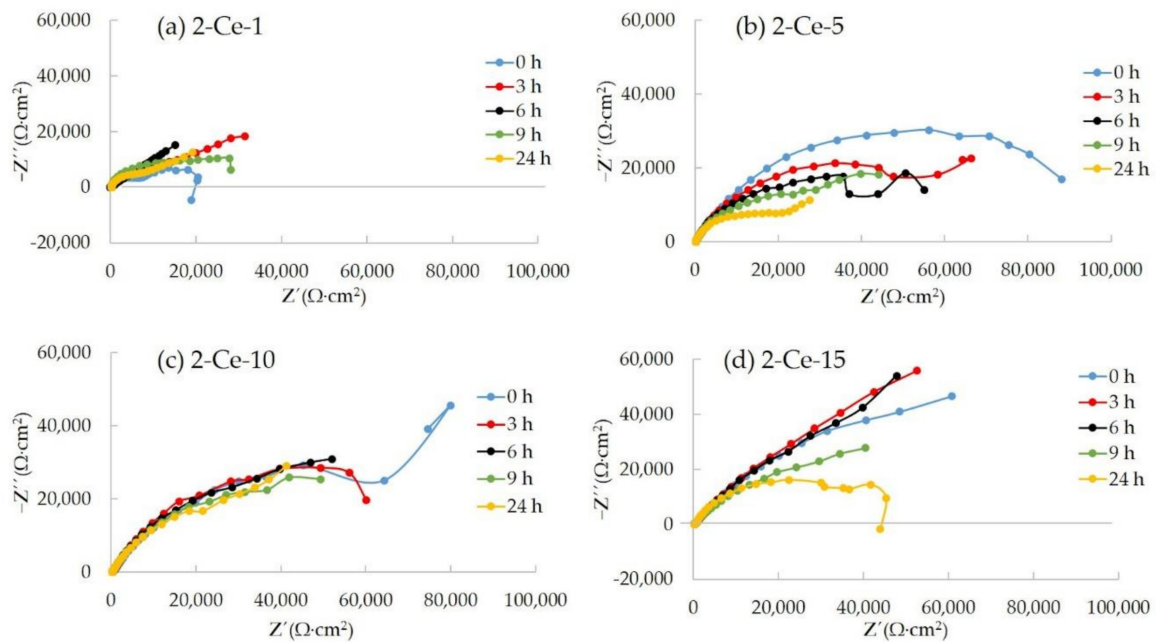 (a) 2-Ce-1
60,000
40,000
20,000
0
-20,000
−Z′′(Ω·cm²)
0 20,000 40,000 60,000 80,000 100,000
Z′(Ω·cm²)
0 h
3 h
6 h
9 h
24 h
(b) 2-Ce-5
60,000
40,000
20,000
0
−Z′′(Ω·cm²)
0 20,000 40,000 60,000 80,000 100,000
Z′(Ω·cm²)
0 h
3 h
6 h
9 h
24 h
(c) 2-Ce-10
60,000
40,000
20,000
0
−Z′′(Ω·cm²)
0 20,000 40,000 60,000 80,000 100,000
Z′(Ω·cm²)
0 h
3 h
6 h
9 h
24 h
(d) 2-Ce-15
60,000
40,000
20,000
0
-20,000
−Z′′(Ω·cm²)
0 20,000 40,000 60,000 80,000 100,000
Z′(Ω·cm²)
0 h
3 h
6 h
9 h
24 h